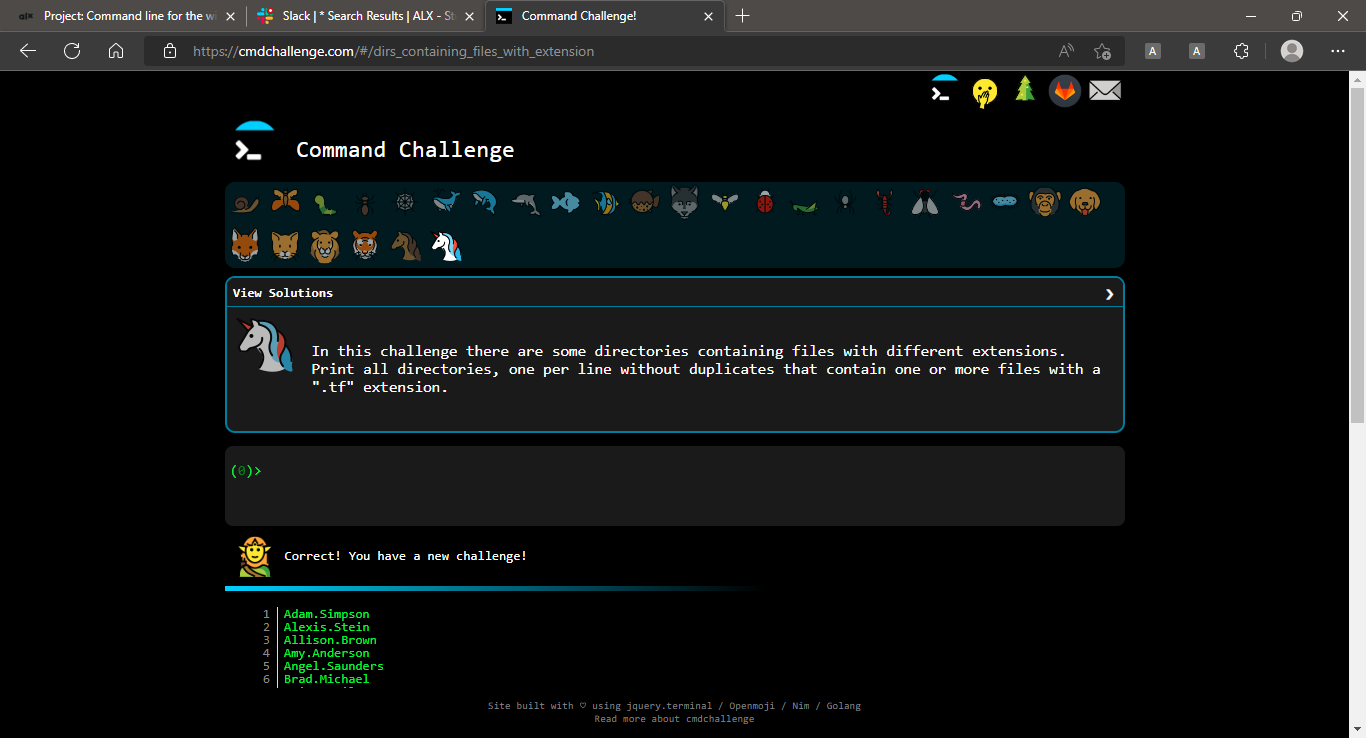 alx Project: Command line for the wi
Slack | * Search Results | ALX - St
Command Challenge!
https://cmdchallenge.com/#/dirs_containing_files_with_extension
A A
Command Challenge
View Solutions
In this challenge there are some directories containing files with different extensions.
Print all directories, one per line without duplicates that contain one or more files with a
".tf" extension.
(0)>
Correct! You have a new challenge!
1 Adam.Simpson
2 Alexis.Stein
3 Allison.Brown
4 Amy.Anderson
5 Angel.Saunders
6 Brad.Michael
Site built with ♡ using jquery.terminal / Openmoji / Nim / Golang
Read more about cmdchallenge